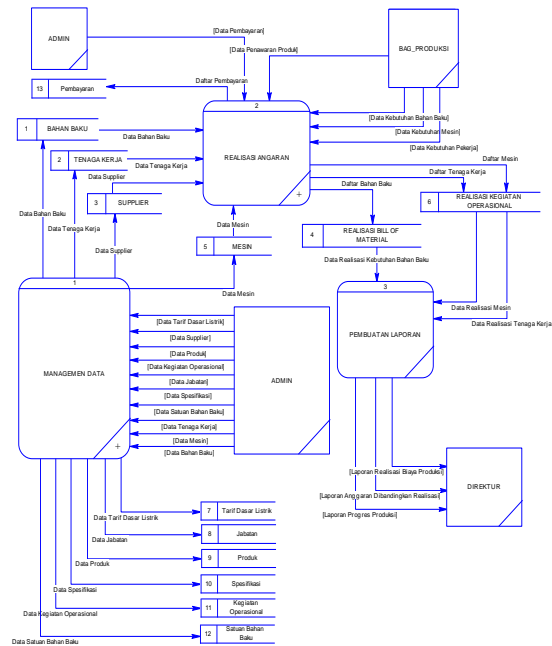 ADMIN
BAG_PRODUKSI
[Data Pembayaran]
[Data Penawaran Produk]
Daftar Pembayaran
13 Pembayaran
2
REALISASI ANGARAN
+
[Data Kebutuhan Bahan Baku]
[Data Kebutuhan Mesin]
[Data Kebutuhan Pekerja]
1 BAHAN BAKU
Data Bahan Baku
2 TENAGA KERJA
Data Tenaga Kerja
Data Supplier
3 SUPPLIER
Daftar Mesin
Daftar Tenaga Kerja
Daftar Bahan Baku
6 REALISASI KEGIATAN
OPERASIONAL
Data Bahan Baku
Data Tenaga Kerja
Data Supplier
Data Mesin
5 MESIN
4 REALISASI BILL OF
MATERIAL
Data Realisasi Kebutuhan Bahan Baku
1
MANAGEMEN DATA
+
Data Mesin
3
PEMBUATAN LAPORAN
Data Realisasi Mesin
Data Realisasi Tenaga Kerja
[Data Tarif Dasar Listrik]
[Data Supplier]
[Data Produk]
[Data Kegiatan Operasional]
[Data Jabatan]
[Data Spesifikasi]
[Data Satuan Bahan Baku]
[Data Tenaga Kerja]
[Data Mesin]
[Data Bahan Baku]
ADMIN
[Laporan Realisasi Biaya Produksi]
[Laporan Anggaran Dibandingkan Realisasi]
[Laporan Progres Produksi]
DIREKTUR
Data Tarif Dasar Listrik
7 Tarif Dasar Listrik
Data Jabatan
8 Jabatan
Data Produk
9 Produk
Data Spesifikasi
10 Spesifikasi
Data Kegiatan Operasional
11 Kegiatan
Operasional
Data Satuan Bahan Baku
12 Satuan Bahan
Baku